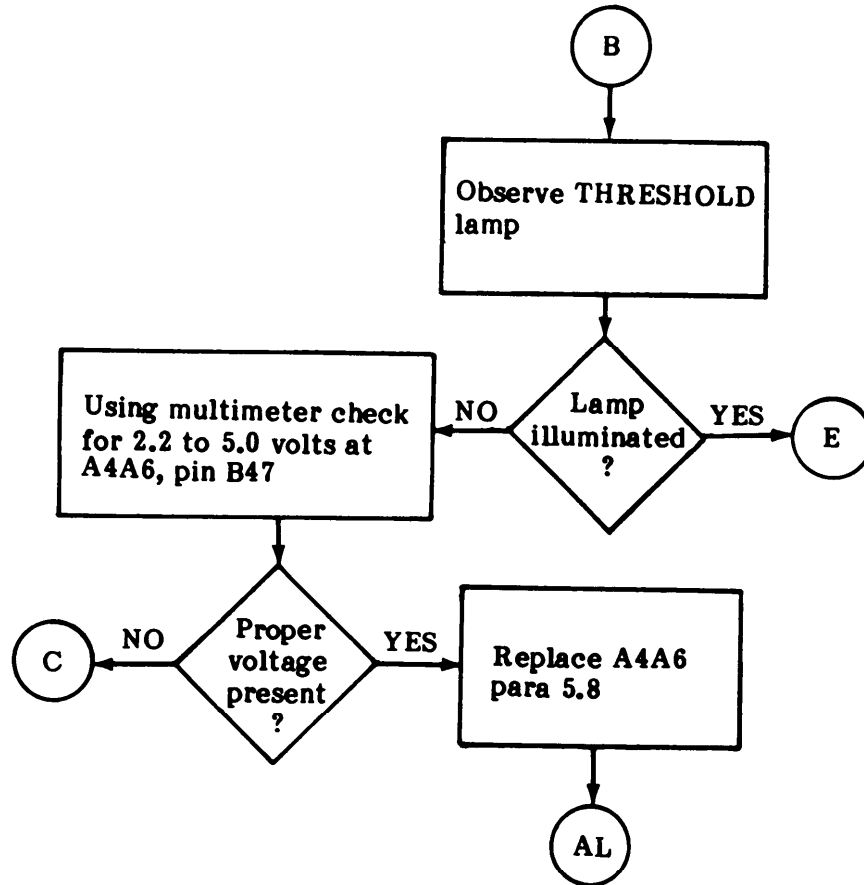 B
Observe THRESHOLD
lamp
Lamp
illuminated
?
NO
YES
E
Using multimeter check
for 2.2 to 5.0 volts at
A4A6, pin B47
Proper
voltage
present
?
NO
YES
C
Replace A4A6
para 5.8
AL